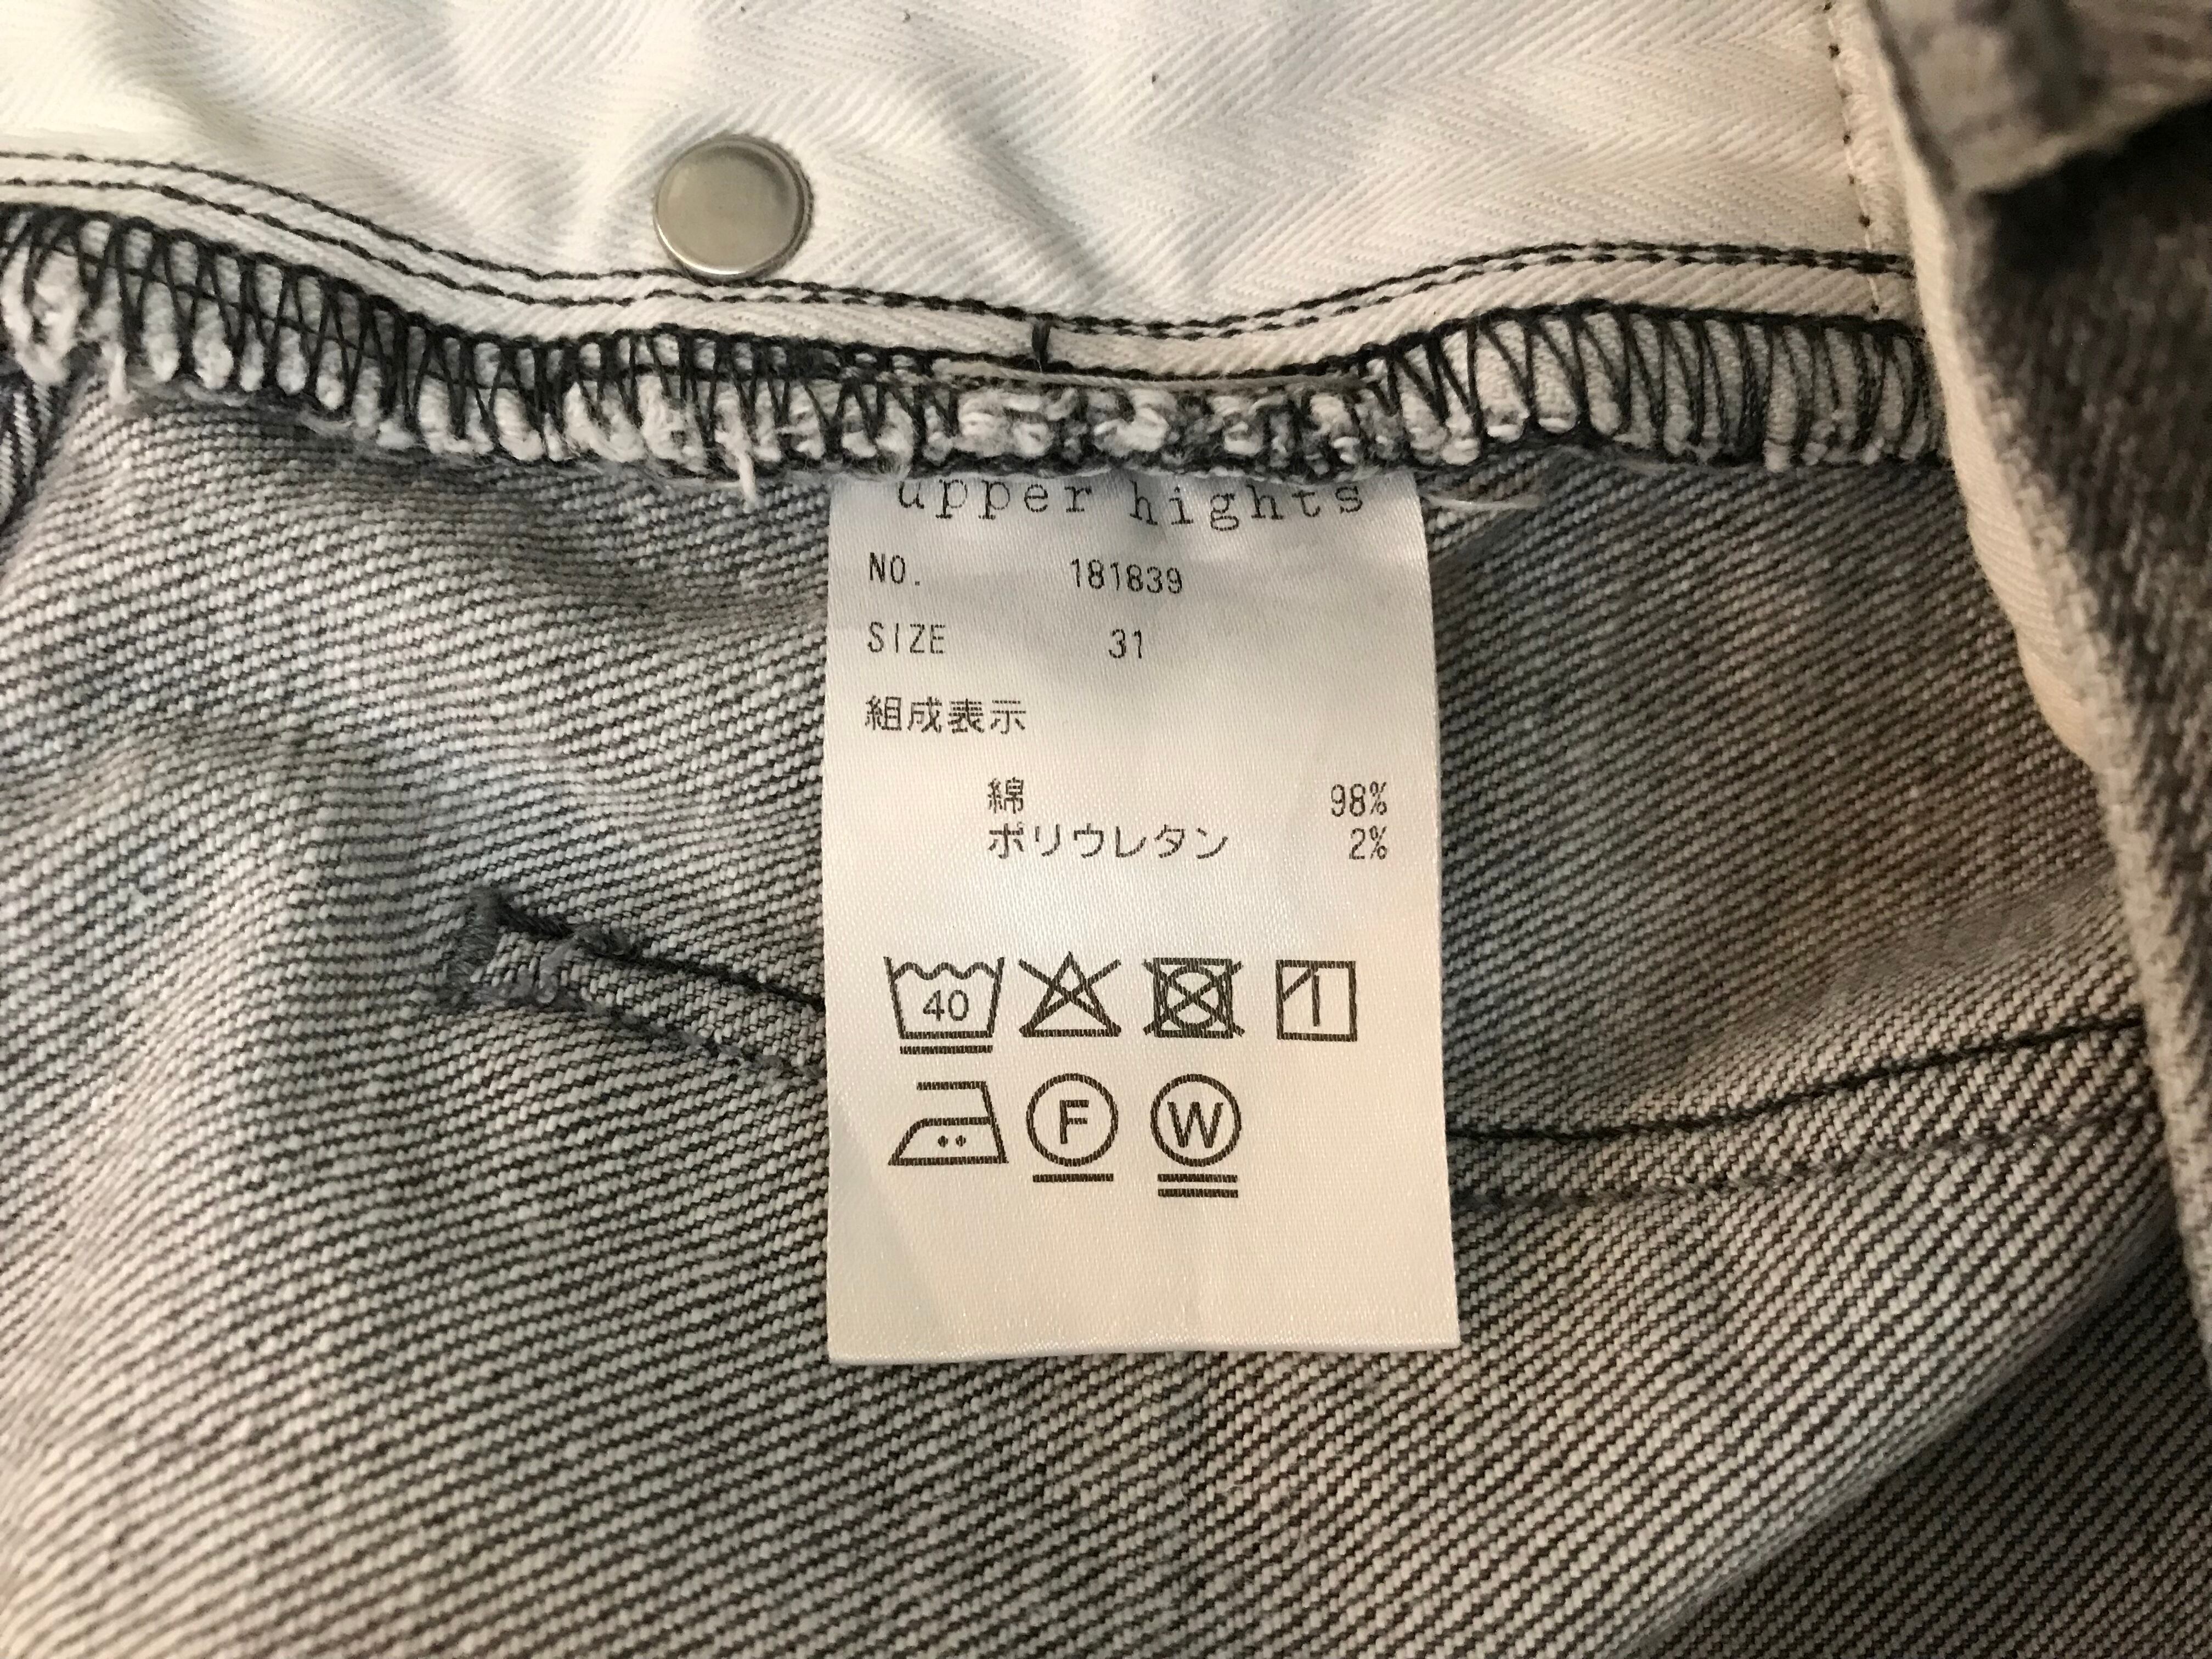 upper hights
NO. 181839
SIZE 31
組成表示
綿 98%
ポリウレタン 2%
40
F W